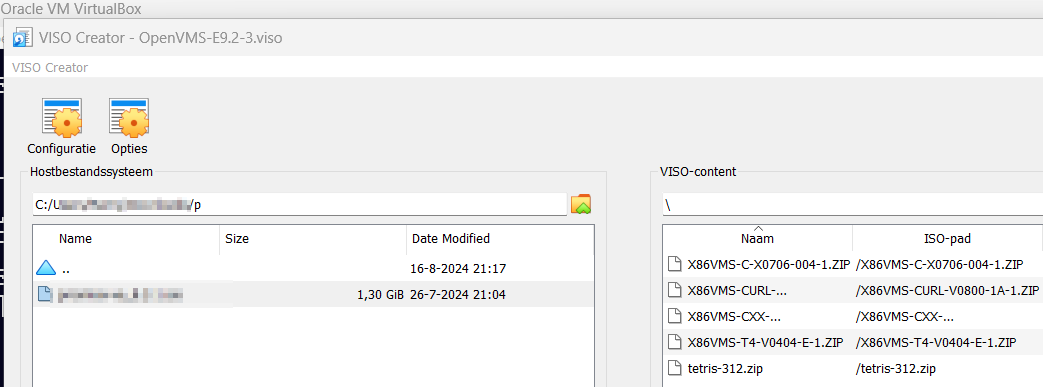 Oracle VM VirtualBox
VISO Creator - OpenVMS-E9.2-3.viso
VISO Creator
Configuratie Opties
Hostbestandssysteem
C:/U /p
Name Size Date Modified
.. 16-8-2024 21:17
1,30 GiB 26-7-2024 21:04
VISO-content
\
Naam ISO-pad
X86VMS-C-X0706-004-1.ZIP /X86VMS-C-X0706-004-1.ZIP
X86VMS-CURL-... /X86VMS-CURL-V0800-1A-1.ZIP
X86VMS-CXX-... /X86VMS-CXX-...
X86VMS-T4-V0404-E-1.ZIP /X86VMS-T4-V0404-E-1.ZIP
tetris-312.zip /tetris-312.zip